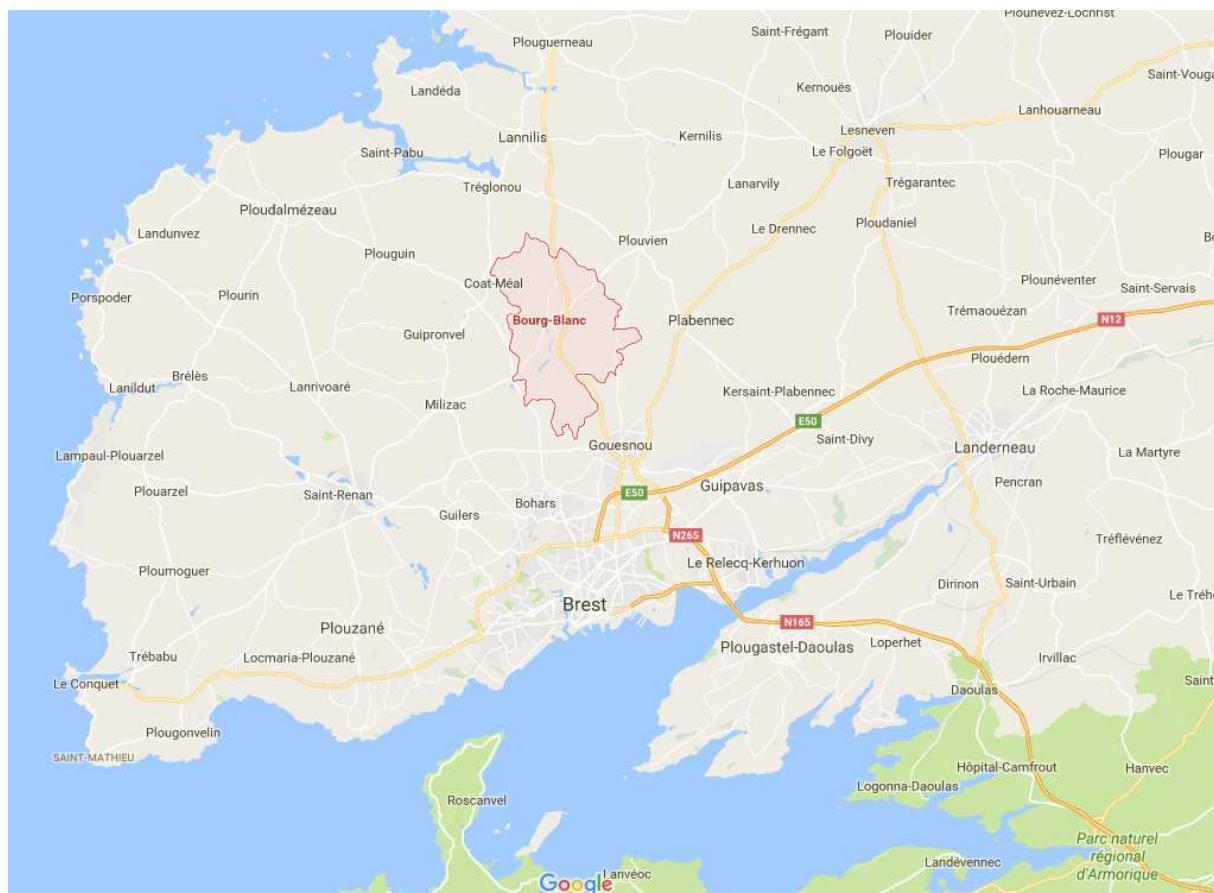 Plounévez-Lochrist
Plouguerneau
Saint-Frégant
Plouider
Saint-Vouga
Landéda
Kernouës
Lanhouarneau
Lannilis
Kernilis
Lesneven
Saint-Pabu
Le Folgoët
Plougar
Tréglonou
Lanarvily
Trégarantec
Ploudalmézeau
Landunvez
Plouvien
Le Drennec
Ploudaniel
Bo
Plouguin
Porspoder
Plourin
Coat-Méal
Plounéventer
Saint-Servais
Bourg-Blanc
Plabennec
Trémaouézan
N12
Guipronvel
Plouédern
Lanildut
Brélès
Lanrivoaré
Kersaint-Plabennec
La Roche-Maurice
Milizac
E50
Gouesnou
Saint-Divy
Landerneau
Lampaul-Plouarzel
La Martyre
Plouarzel
Saint-Renan
Guipavas
Pencran
E50
Bohars
Guilers
N265
Tréflévénez
Le Relecq-Kerhuon
Ploumoguer
Dirinon
Saint-Urbain
Brest
Le Tréh
Plouzané
N165
Plougastel-Daoulas
Loperhet
Trébabu
Locmaria-Plouzané
Irvillac
Le Conquet
Saint
Daoulas
Plougonvelin
SAINT-MATHIEU
Hôpital-Camfrout
Hanvec
Logonna-Daoulas
Roscanvel
Parc naturel
régional
d'Armorique
Landévennec
Lanvéoc
Google